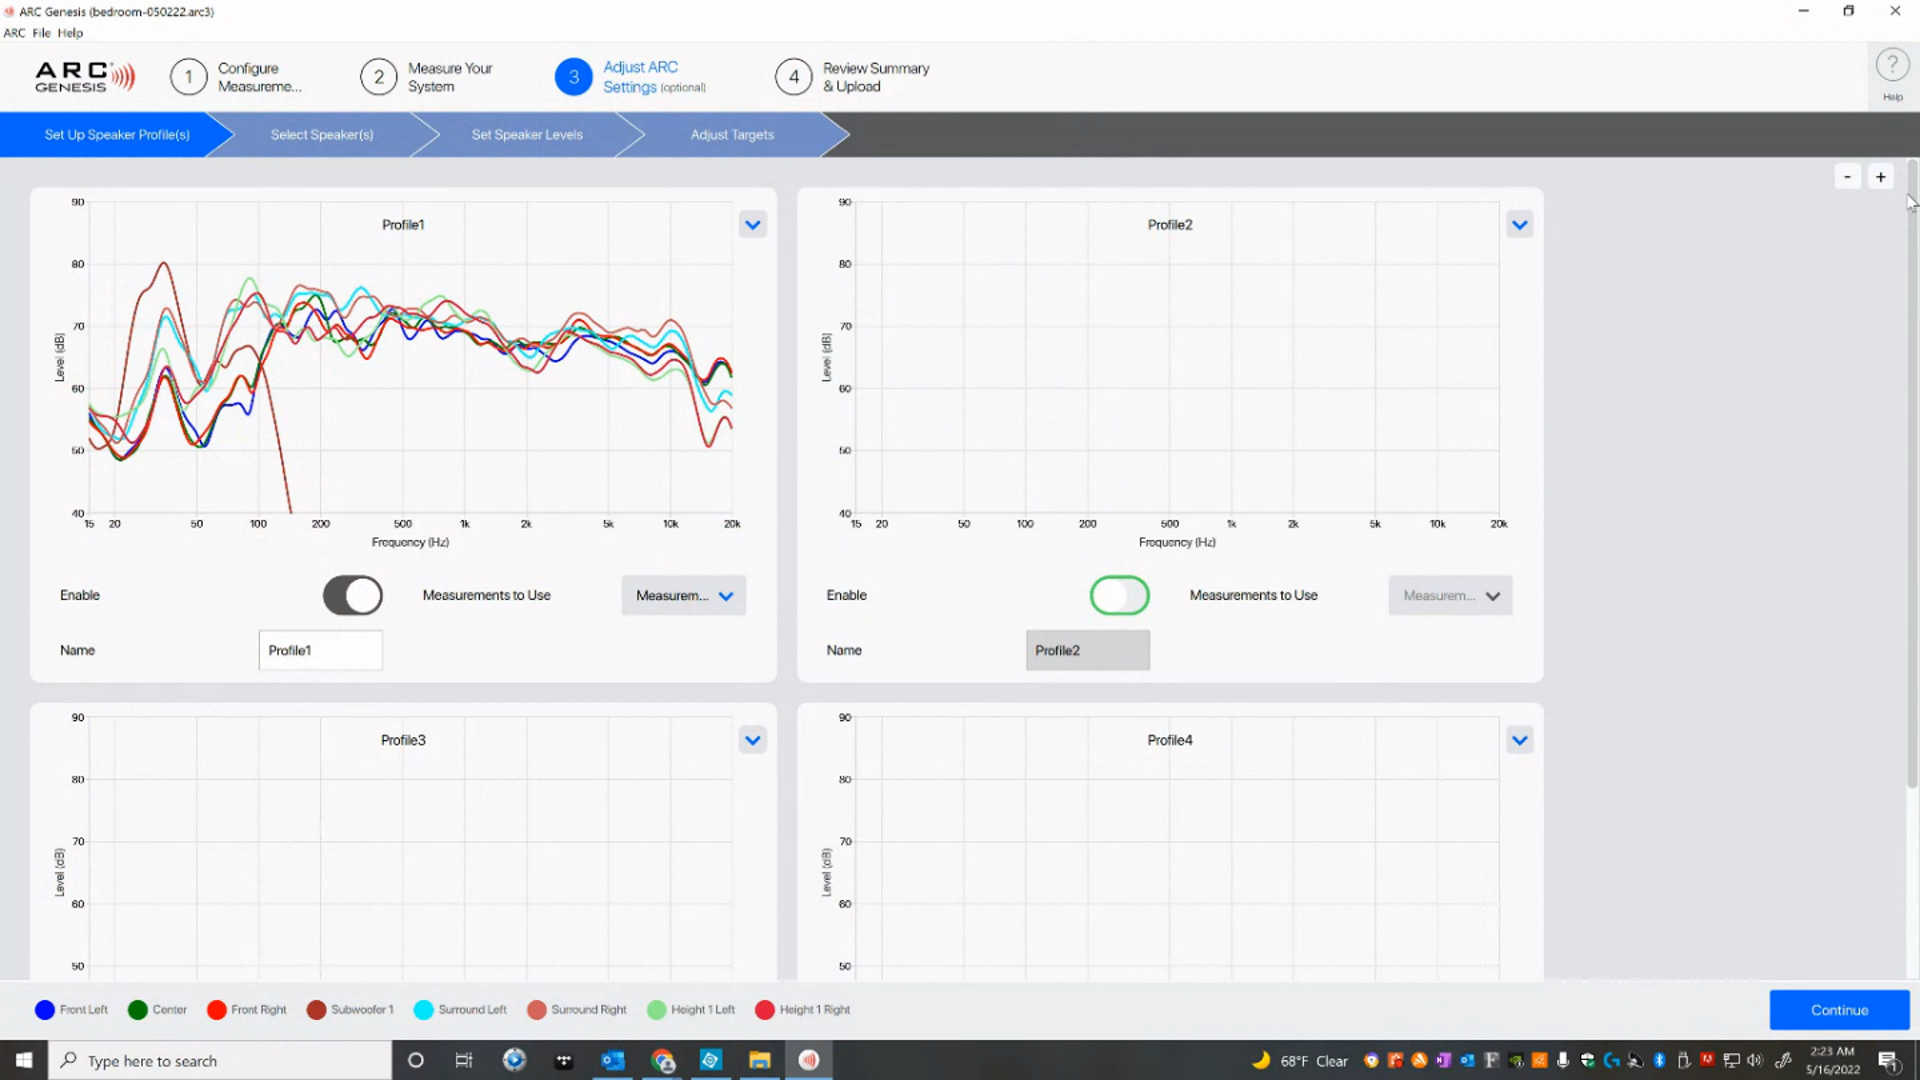 ARC Genesis (bedroom-050222.arc3)
ARC File Help
ARC GENESIS
1 Configure Measureme...
2 Measure Your System
3 Adjust ARC Settings (optional)
4 Review Summary & Upload
? Help
Set Up Speaker Profile(s)
Select Speaker(s)
Set Speaker Levels
Adjust Targets
- +
Profile1
90
80
70
60
50
40
Level (dB)
15 20 50 100 200 500 1k 2k 5k 10k 20k
Frequency (Hz)
Enable
Measurements to Use
Measurem...
Name
Profile1
Profile2
90
80
70
60
50
40
Level (dB)
15 20 50 100 200 500 1k 2k 5k 10k 20k
Frequency (Hz)
Enable
Measurements to Use
Measurem...
Name
Profile2
Profile3
90
80
70
60
50
Level (dB)
Profile4
90
80
70
60
50
Level (dB)
Front Left
Center
Front Right
Subwoofer 1
Surround Left
Surround Right
Height 1 Left
Height 1 Right
Continue
Type here to search
68°F Clear
2:23 AM
5/16/2022